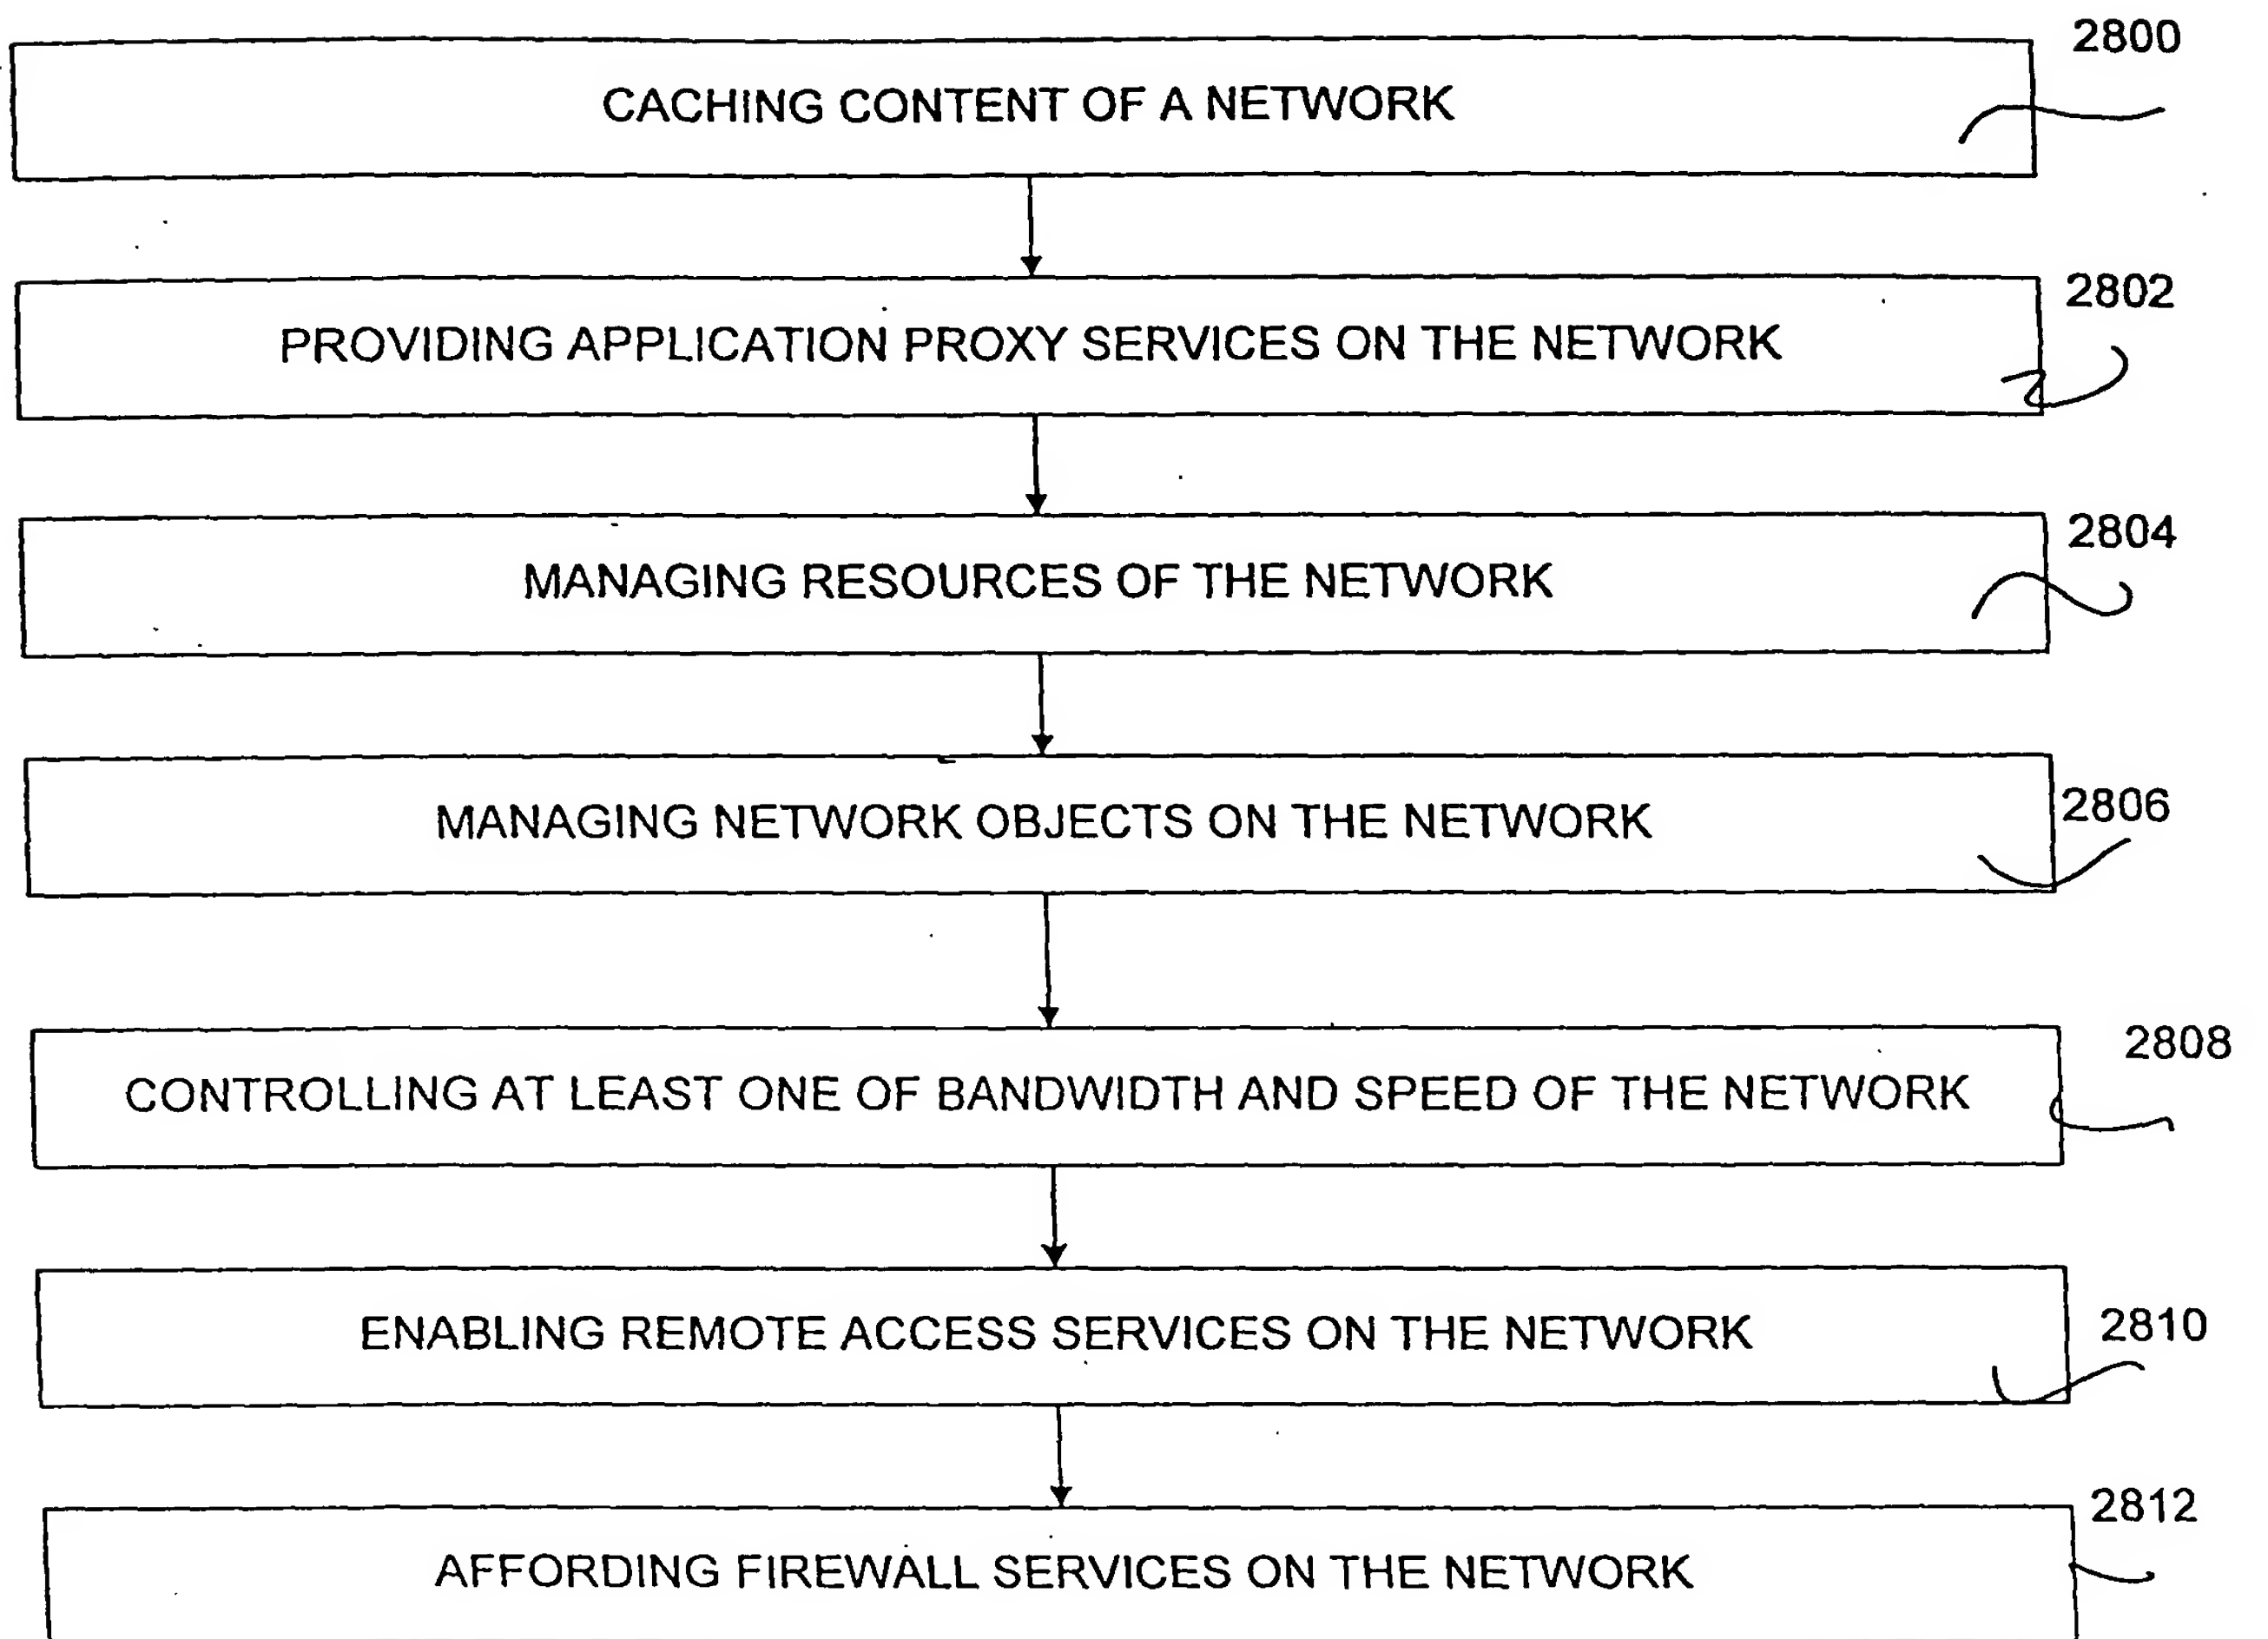 2800
CACHING CONTENT OF A NETWORK
2802
PROVIDING APPLICATION PROXY SERVICES ON THE NETWORK
2804
MANAGING RESOURCES OF THE NETWORK
2806
MANAGING NETWORK OBJECTS ON THE NETWORK
2808
CONTROLLING AT LEAST ONE OF BANDWIDTH AND SPEED OF THE NETWORK
2810
ENABLING REMOTE ACCESS SERVICES ON THE NETWORK
2812
AFFORDING FIREWALL SERVICES ON THE NETWORK